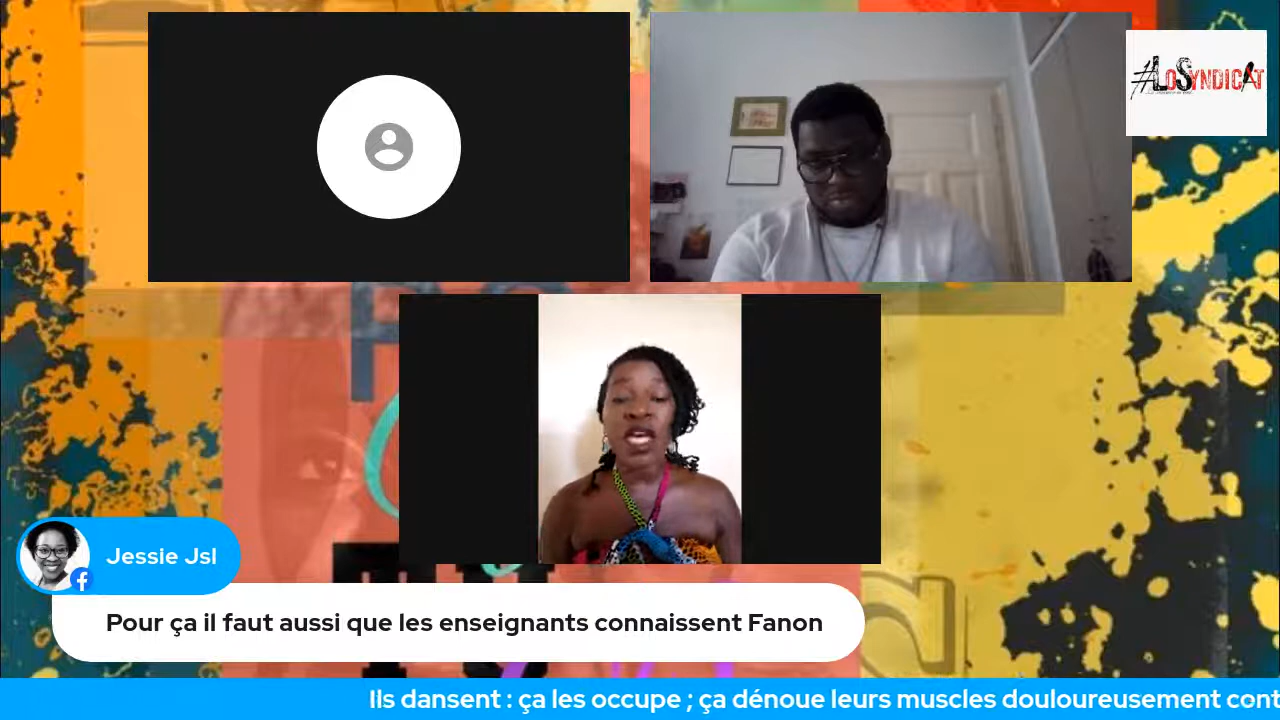 #LoSYNDICAT
Jessie Jsl
Pour ça il faut aussi que les enseignants connaissent Fanon
Ils dansent : ça les occupe ; ça dénoue leurs muscles douloureusement cont